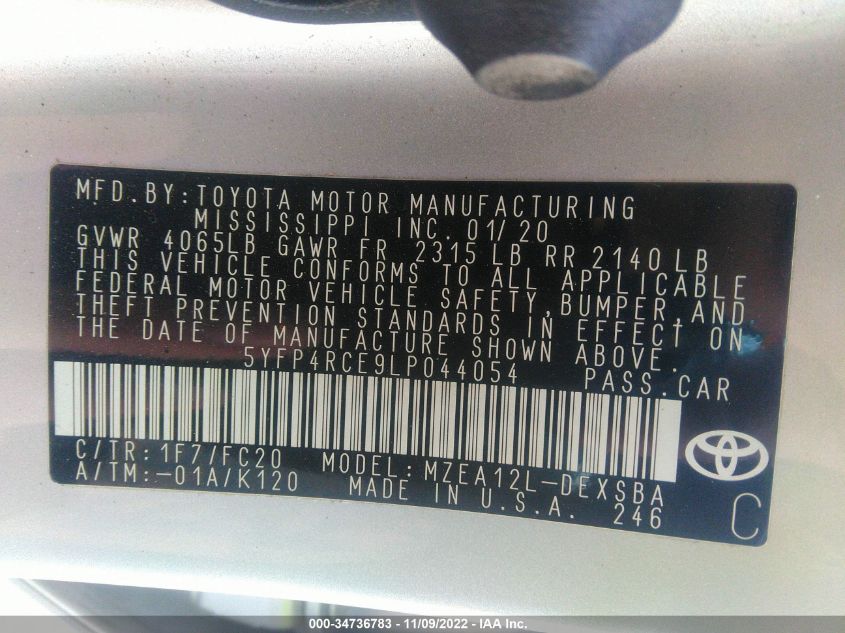 MFD.BY:TOYOTA MOTOR MANUFACTURING
MISSISSIPPI INC. 01/20
GVWR 4065LB GAWR FR 2315 LB RR 2140 LB
THIS VEHICLE CONFORMS TO ALL APPLICABLE
FEDERAL MOTOR VEHICLE SAFETY,BUMPER,AND
THEFT PREVENTION STANDARDS IN EFFECT ON
THE DATE OF MANUFACTURE SHOWN ABOVE.
5YFP4RCE9LP044054 PASS.CAR
C/TR:1F7/FC20 MODEL:MZEA12L-DEXSBA
A/TM:-01A/K120 MADE IN U.S.A. 246
C
000-34736783 - 11/09/2022 - IAA Inc.